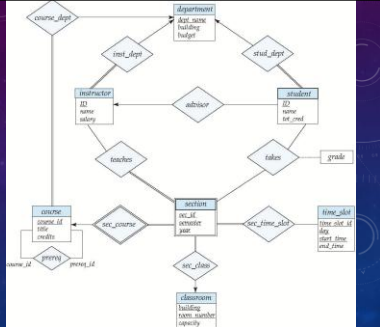 course_dept
department
dept_name
building
budget
inst_dept
stud_dept
instructor
ID
name
salary
advisor
student
ID
name
tot_cred
teaches
takes
grade
course
course_id
title
credits
sec_course
section
sec_id
semester
year
sec_time_slot
time_slot
time_slot_id
day
start_time
end_time
course_id
prereq
prereq_id
sec_class
classroom
building
room_number
capacity